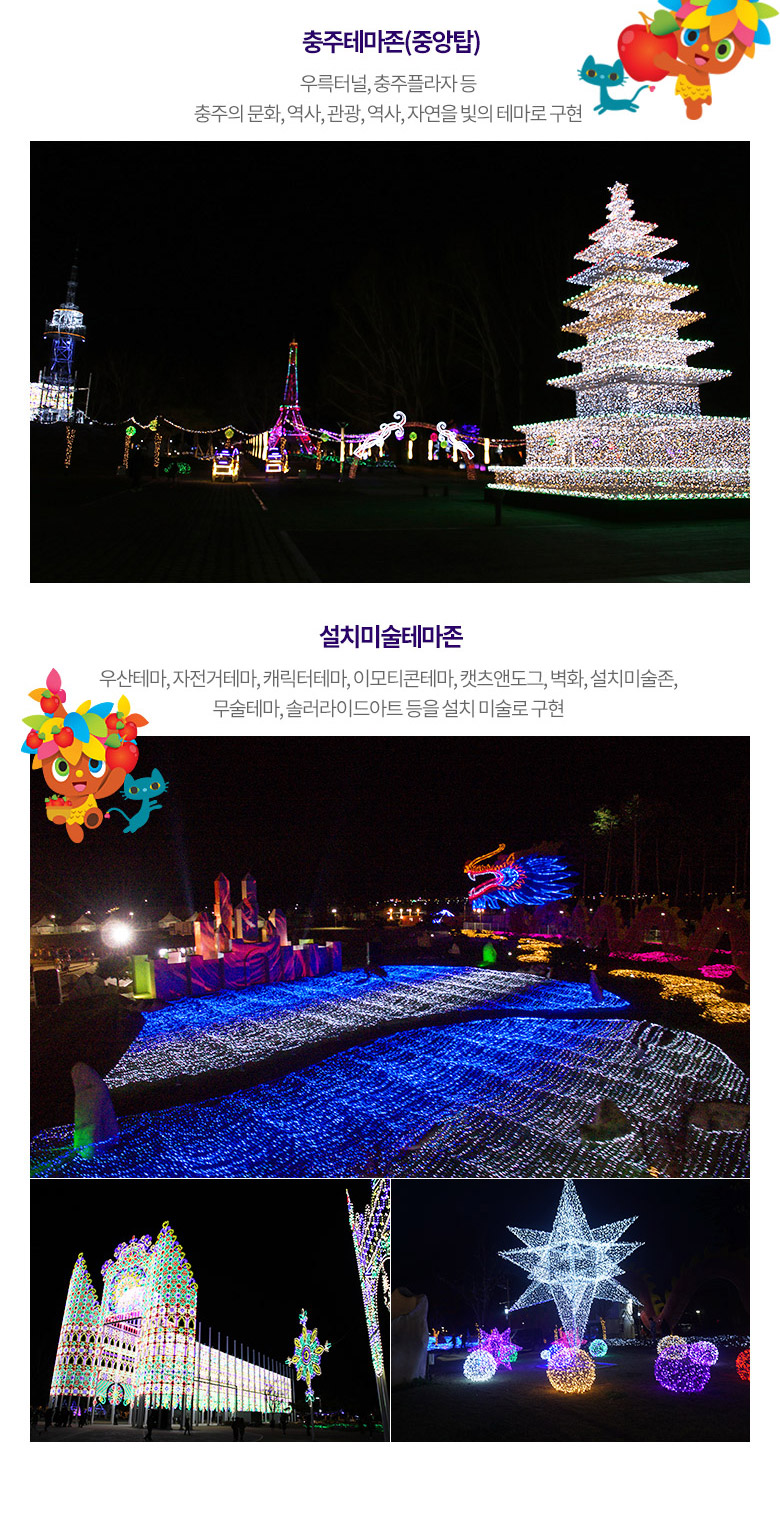 충주테마존(중앙탑)
우륵터널, 충주플라자 등
충주의 문화, 역사, 관광, 역사, 자연을 빛의 테마로 구현
설치미술테마존
우산테마, 자전거테마, 캐릭터테마, 이모티콘테마, 캣츠앤도그, 벽화, 설치미술존,
무술테마, 솔러라이드아트 등을 설치 미술로 구현